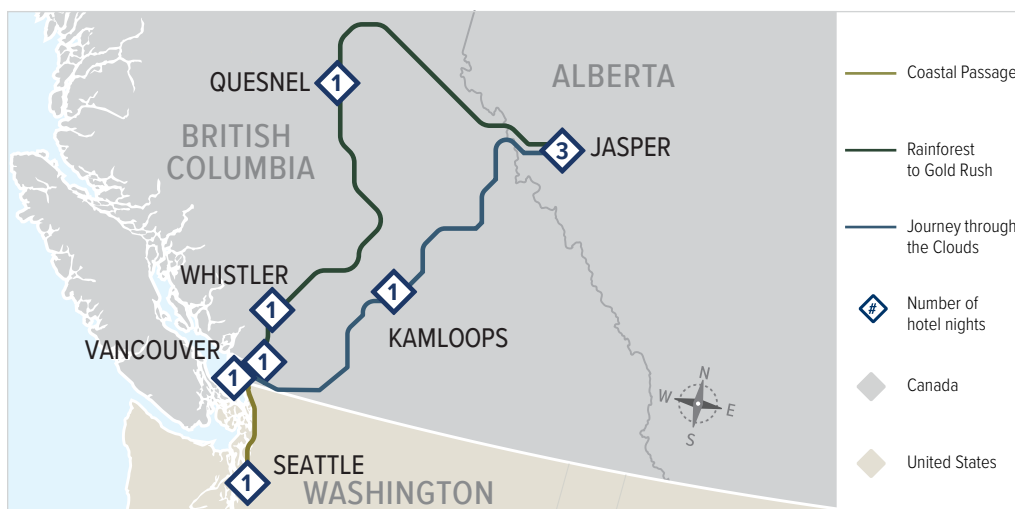 QUESNEL
1
ALBERTA
BRITISH
COLUMBIA
3
JASPER
WHISTLER
1
1
KAMLOOPS
VANCOUVER
1
1
N
W
E
S
SEATTLE
1
WASHINGTON
Coastal Passage
Rainforest
to Gold Rush
Journey through
the Clouds
#
Number of
hotel nights
Canada
United States